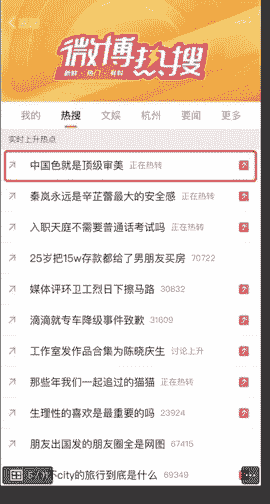 微博热搜
新鲜·热门·有料
我的 热搜 文娱 杭州 要闻 更多
实时上升热点
中国色就是顶级审美 正在热转
秦岚永远是辛芷蕾最大的安全感 正在热转
入职天庭不需要普通话考试吗 正在热转
25岁把15w存款都给了男朋友买房 70722
媒体评环卫工烈日下擦马路 30832
滴滴就专车降级事件致歉 31609
工作室发作品合集为陈晓庆生 讨论上升
那些年我们一起追过的猫猫 正在热转
生理性的喜欢是最重要的吗 23924
朋友出国发的朋友圈全是网图 67415
不city的旅行到底是什么 69349